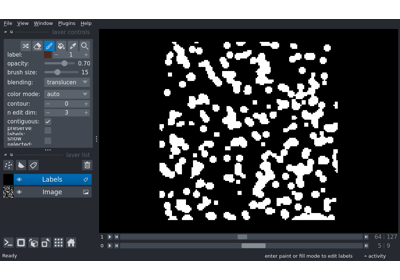 File View Window Plugins Help
layer controls
label: 1
opacity: 0.70
brush size: 15
blending: translucen
color mode: auto
contour: 0
n edit dim: 3
contiguous:
preserve
labels:
show
selected:
layer list
Labels
Image
1 64 127
0 5 9
Ready enter paint or fill mode to edit labels activity